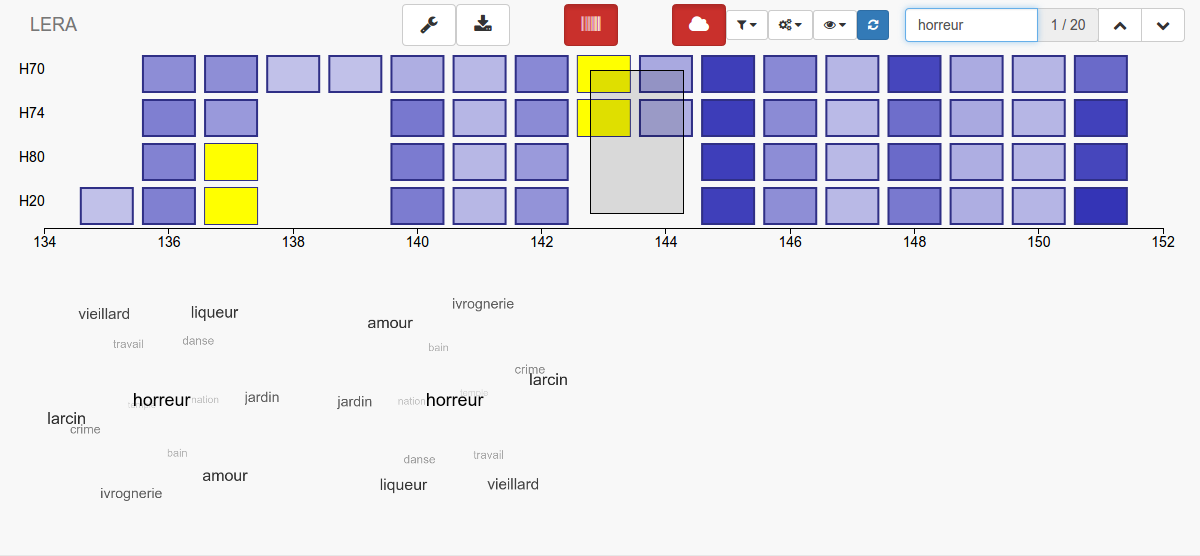 LERA horreur 1 / 20
H70
H74
H80
H20
134 136 138 140 142 144 146 148 150 152
vieillard liqueur
travail danse
horreur nation jardin
larcin
crime
bain
amour
ivrognerie
ivrognerie
amour
bain
crime
larcin
jardin nation horreur
danse travail
liqueur vieillard